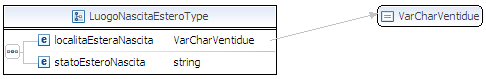 LuogoNascitaEsteroType
VarCharVentidue
e localitaEsteraNascita VarCharVentidue
e statoEsteroNascita string